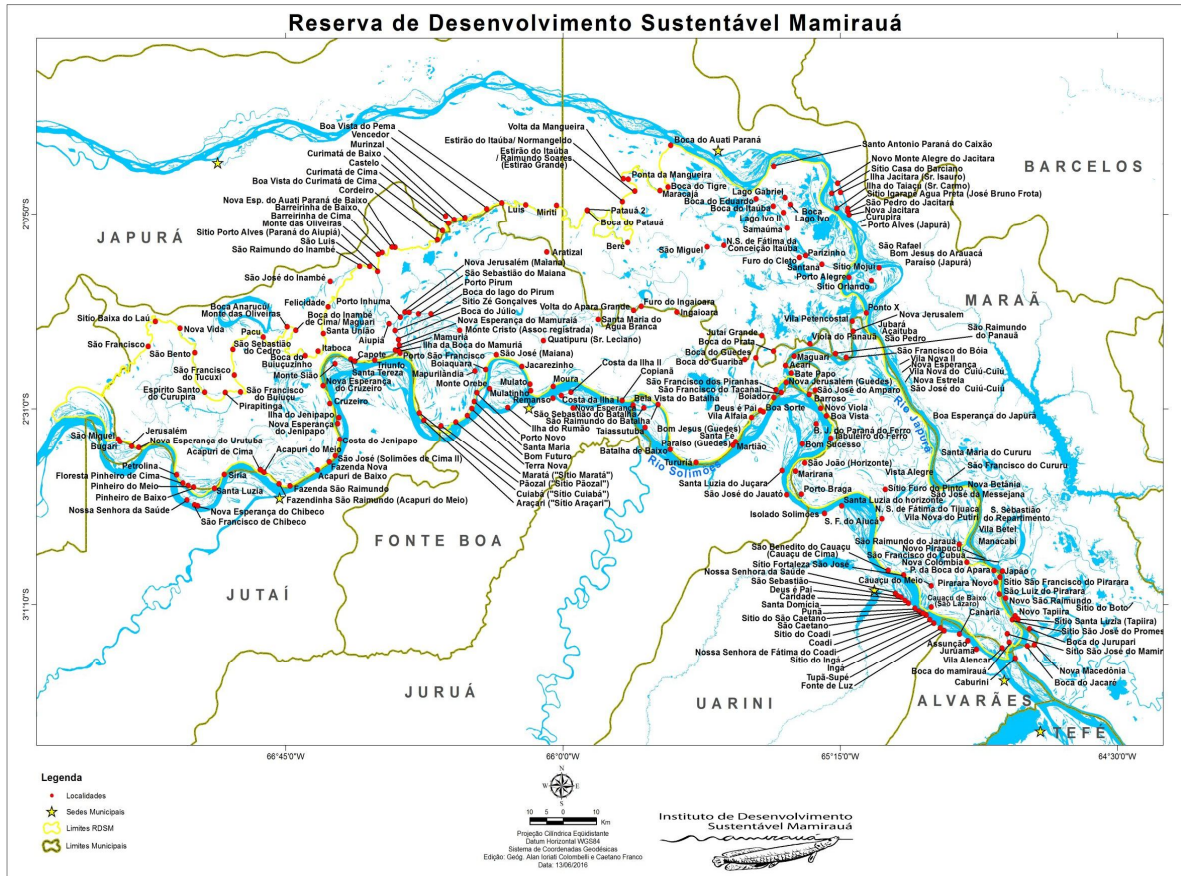 Reserva de Desenvolvimento Sustentável Mamirauá
Boa Vista do Pema
Vencedor
Murinzal
Curimatá de Baixo
Castelo
Curimatá de Cima
Boa Vista do Curimatá de Cima
Cordeiro
Nova Esp. do Auati Paraná de Baixo
Barreirinha de Baixo
Barreirinha de Cima
Monte das Oliveiras
Sítio Porto Alves (Paraná do Aiupiá)
São Luis
São Raimundo do Inambé
São José do Inambé
Felicidade
Volta da Mangueira
Estirão do Itaúba/ Normangeldo
Estirão do Itaúba
/ Raimundo Soares
(Estirão Grande)
Ponta da Mangueira
Boca do Auati Paraná
Boca do Tigre
Maracajá
Luis
Miriti
Patauá 2
Boca do Patauá
Beré
Aratizal
Lago Gabriel
Boca do Eduardo
Boca do Itaúba
Lago Ivo II
Boca
Lago Ivo
Samaúma
São Miguel
N.S. de Fátima da
Conceição Itaúba
Furo do Cleto
Parizinho
Santana
Santo Antonio Paraná do Caixão
Novo Monte Alegre do Jacitara
Sítio Casa do Barciano
Ilha Jacitara (Sr. Isauro)
Ilha do Taiaçu (Sr. Carmo)
Sítio Igarapé Água Preta (José Bruno Frota)
São Pedro do Jacitara
Nova Jacitara
Curupira
Porto Alves (Japurá)
São Rafael
Bom Jesus do Arauacá
Paraíso (Japurá)
Sítio Mojuí
Porto Alegre
Sítio Orlando
Ponto X
Vila Petencostal
Nova Jerusalem
Jubará
Açaituba
São Pedro
São Raimundo
do Panauá
Viola do Panauá
BARCELOS
JAPURÁ
MARAÃ
2°50'0"S
Nova Jerusalém (Maiana)
São Sebastião do Maiana
Porto Pirum
Boca do lago do Pirum
Sítio Zé Gonçalves
Boca do Júlio
Nova Esperança do Mamuraiá
Monte Cristo (Assoc registrada)
Quatipuru (Sr. Leciano)
Volta do Apara Grande
Furo do Ingaioara
Ingaioara
Santa Maria do
Água Branca
Porto Inhuma
Boca do Inambé
de Cima/ Maguari
Santa União
Aiupiá
Mamuriá
Ilha da Boca do Mamuriá
Boca Anarucuí
Monte das Oliveiras
Sítio Baixa do Laú
Nova Vida
Pacu
São Francisco
São Bento
São Sebastião
do Cedro
Itaboca
Boca do
Buiuçuzinho
Capote
Triunfo
Porto São Francisco
Boiaquara
São José (Maiana)
Jacarezinho
Mapurilândia
Monte Orebe
Mulato
Mulatinho
Moura
Costa da Ilha II
Copianã
Remanso
Costa da Ilha I
Monte Sião
Santa Tereza
São Francisco
do Tucuxi
Nova Esperança
do Cruzeiro
Espírito Santo
do Cururu
Pirapitinga
São Francisco
do Buiuçu
Cruzeiro
Ilha do Jenipapo
Nova Esperança
do Jenipapo
Costa do Jenipapo
Jutaí Grande
Boca do Prata
Boca do Guedes
Boca do Guariba
Maguari
Acari
Bate Papo
Nova Jerusalém (Guedes)
São Francisco dos Piranhas
São Francisco do Taçanal
São José do Amparo
Boiador
Barroso
São Francisco do Bóia
Vila Nova II
Nova Esperança
Vila Nova do Cuiú-Cuiú
Nova Estrela
São José do Cuiú-Cuiú
Boa Esperança do Japurá
2°31'0"S
Nova Esperança
Bela Vista do Batalha
São Sebastião do Batalha
São Raimundo do Batalha
Ilha do Rumão
Taiassutuba
Bom Jesus (Guedes)
Paraíso (Guedes)
Batalha de Baixo
Deus é Pai
Vila Alfaia
Boa Sorte
Novo Viola
Boa Vista
B. J. do Paraná do Ferro
Tabuleiro do Ferro
Santa Fé
Martião
Bom Sucesso
Rio Japurá
Rio Solimões
Tururiá
Porto Novo
Santa Maria
Bom Futuro
Terra Nova
Maratá ("Sítio Maratá")
Pãozal ("Sítio Pãozal")
Cuiabá ("Sítio Cuiabá")
Araçari ("Sítio Araçari")
São Miguel
Bugari
Jerusalém
Nova Esperança do Urutuba
Acapuri de Cima
Acapuri do Meio
São José (Solimões de Cima II)
Fazenda Nova
Acapuri de Baixo
Petrolina
Floresta
Pinheiro de Cima
Pinheiro do Meio
Pinheiro de Baixo
Nossa Senhora da Saúde
Síria
Santa Luzia
Fazenda São Raimundo
Fazendinha São Raimundo (Acapuri do Meio)
Nova Esperança do Chibeco
São Francisco de Chibeco
Santa Luzia do Juçara
São José do Jauató
São João (Horizonte)
Marirana
Porto Braga
Isolado Solimões
Santa Luzia do horizonte
S. F. do Aiucá
Vista Alegre
Sítio Furo do Pinto
N. S. de Fátima do Tijuaca
Vila Nova do Putiri
Santa Maria do Cururu
São Francisco do Cururu
Nova Betânia
São José da Messejana
S. Sebastião
do Repartimento
Vila Betel
Manacabi
FONTE BOA
JUTAÍ
JURUÁ
UARINI
ALVARÃES
TEFÉ
São Benedito do Cauaçu
(Cauaçu de Cima)
Sítio Fortaleza São José
Nossa Senhora da Saúde
São Sebastião
Deus é Pai
Caridade
Santa Domícia
Punã
Sítio do São Caetano
São Caetano
Sítio do Coadi
Coadi
Nossa Senhora de Fátima do Coadi
Sítio do Ingá
Ingá
Tupã-Supé
Fonte de Luz
São Raimundo do Jarauá
Novo Pirapucu
São Francisco do Cubuá
Nova Colômbia
P. da Boca do Apara
Japão
Cauaçu do Meio
Pirarara Novo
Cauaçu de Baixo
(São Lázaro)
Canária
Sítio São Francisco do Pirarara
São Luiz do Pirarara
Novo São Raimundo
Sítio do Boto
Novo Tapiira
Sítio Santa Luzia (Tapiira)
Sítio São José do Promes
Boca do Jurupari
Sítio São José do Mamir
Assunção
Juruama
Vila Alencar
Boca do mamirauá
Caburini
Nova Macedônia
Boca do Jacaré
3°11'0"S
66°45'0"W
66°0'0"W
65°15'0"W
64°30'0"W
Legenda
Localidades
Sedes Municipais
Limites RDSM
Limites Municipais
N
W E
S
10 5 0 10
Km
Projeção Cilíndrica Eqüidistante
Datum Horizontal WGS84
Sistema de Coordenadas Geodésicas
Edição: Geóg. Alan Ioriati Colombelli e Caetano Franco
Data: 13/06/2016
Instituto de Desenvolvimento
Sustentável Mamirauá
mamirauá